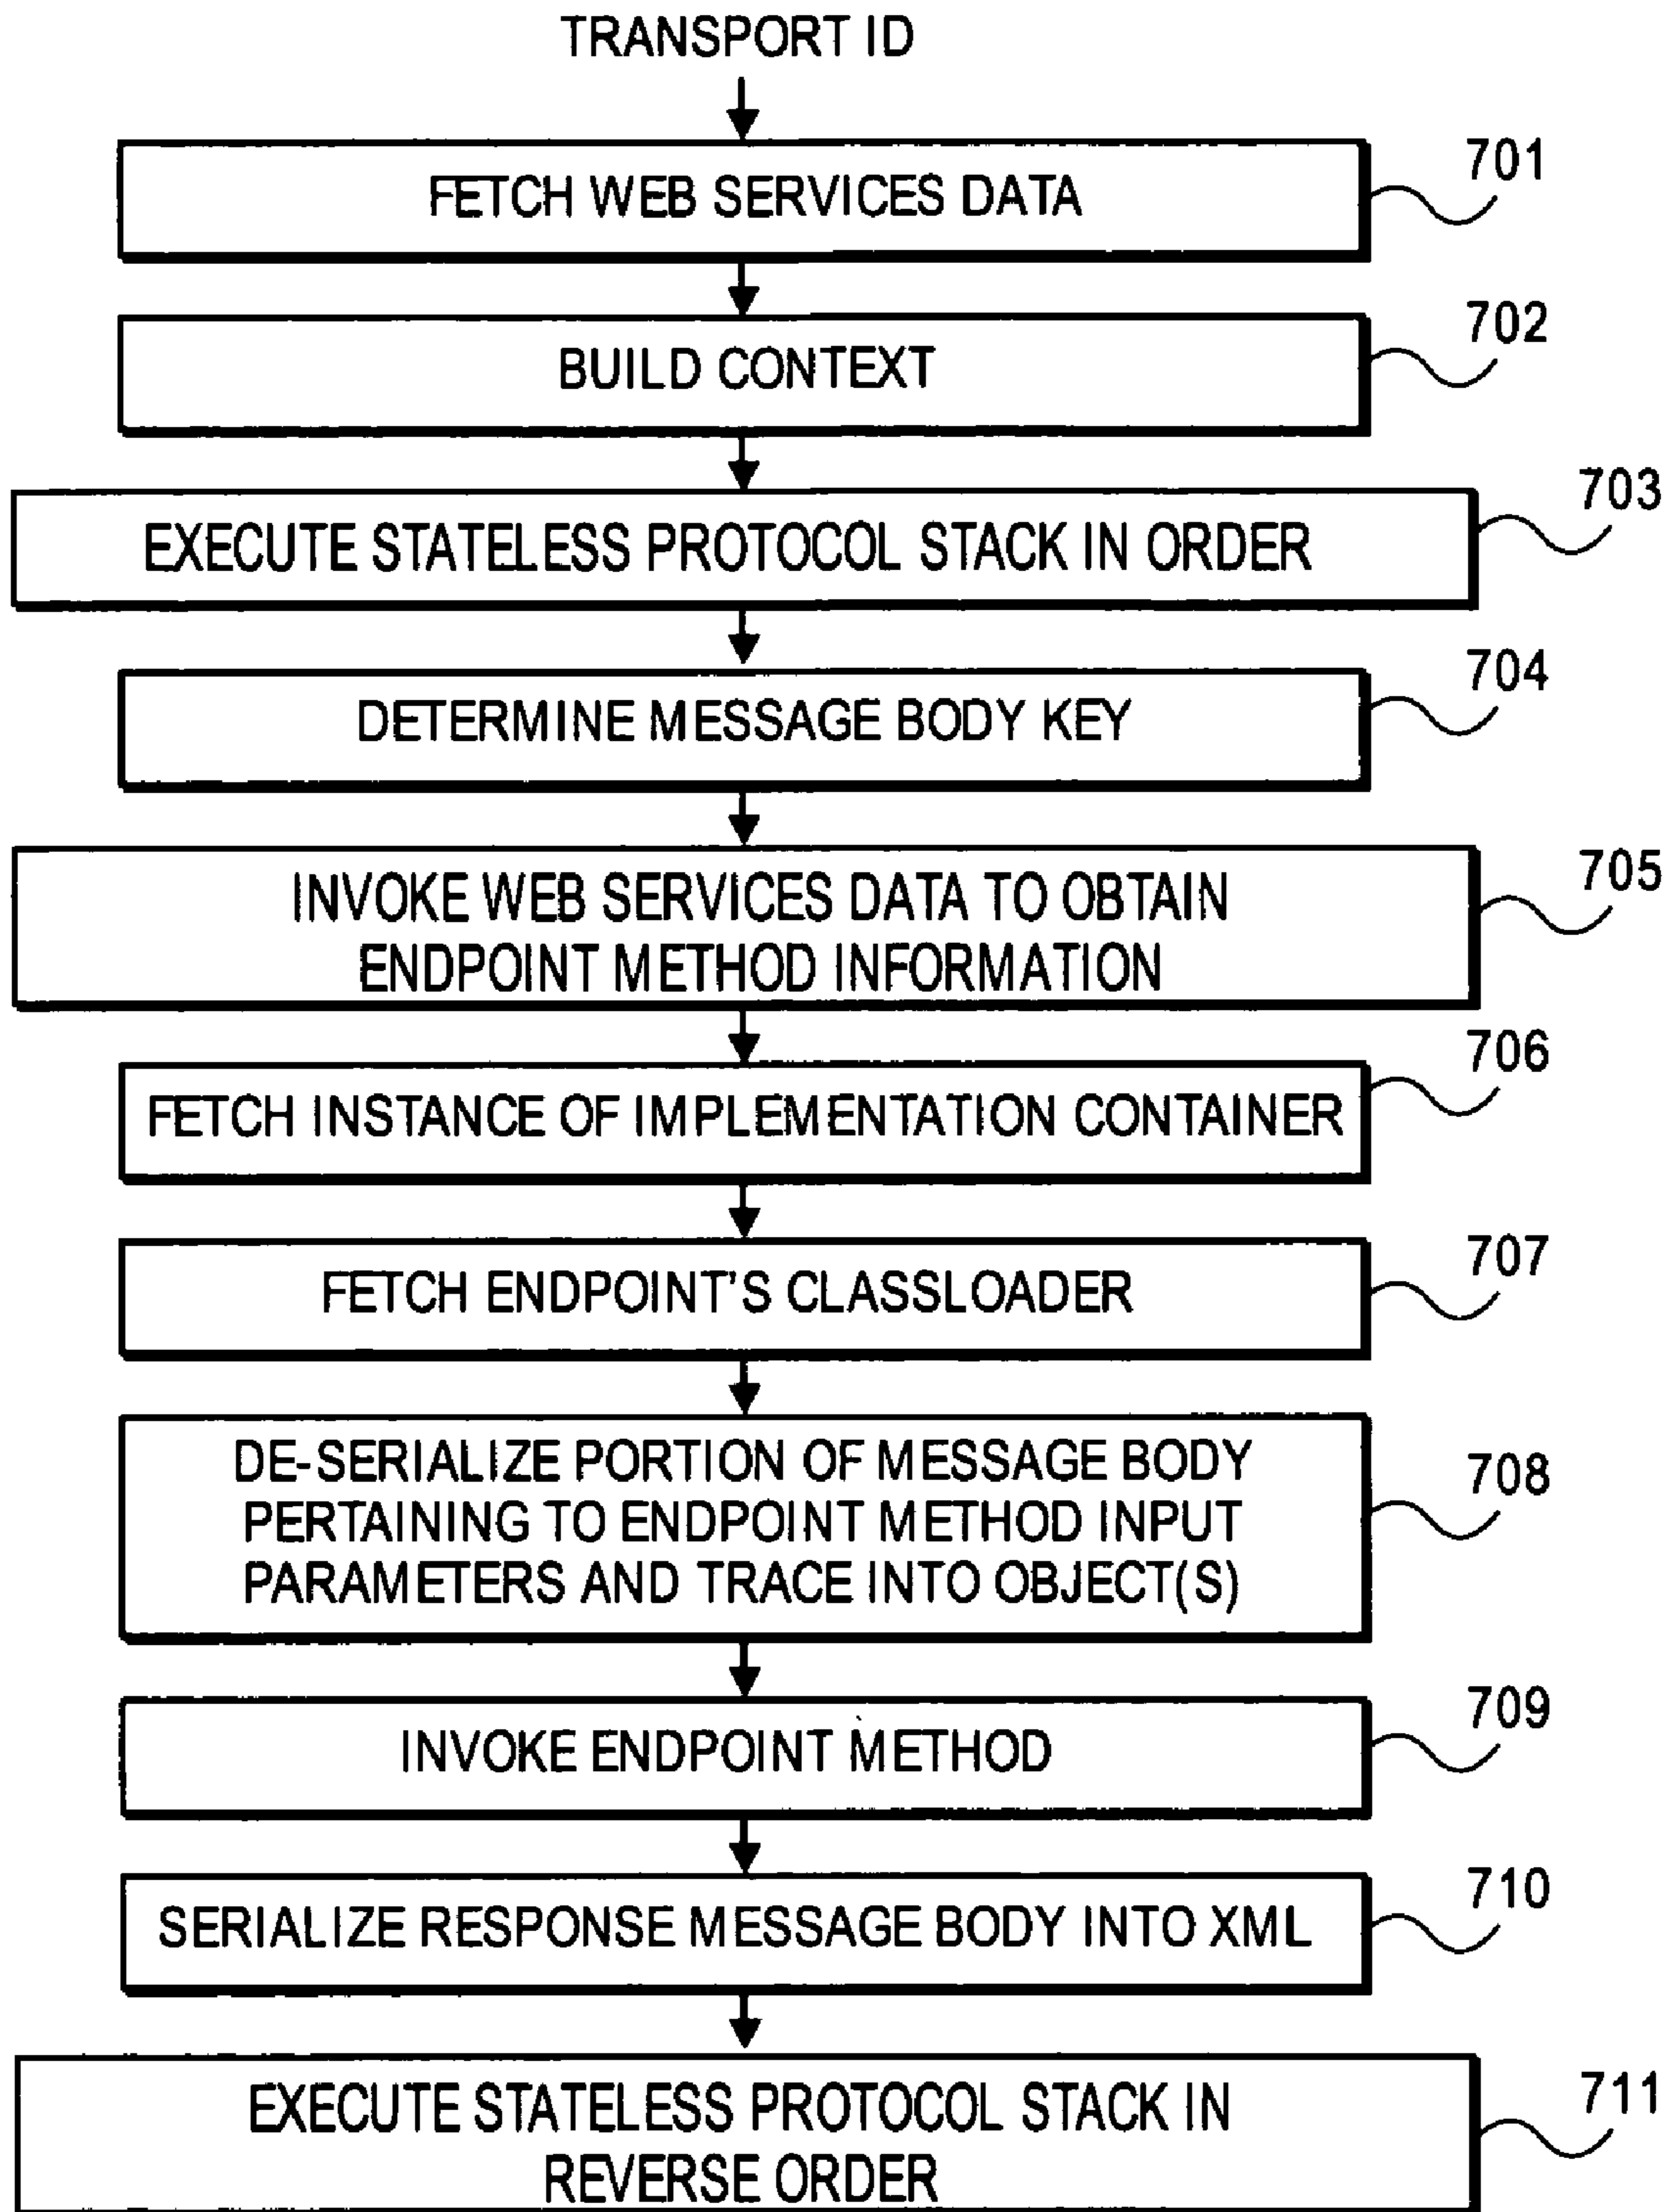 TRANSPORT ID
701
FETCH WEB SERVICES DATA
702
BUILD CONTEXT
703
EXECUTE STATELESS PROTOCOL STACK IN ORDER
704
DETERMINE MESSAGE BODY KEY
705
INVOKE WEB SERVICES DATA TO OBTAIN
ENDPOINT METHOD INFORMATION
706
FETCH INSTANCE OF IMPLEMENTATION CONTAINER
707
FETCH ENDPOINT'S CLASSLOADER
708
DE-SERIALIZE PORTION OF MESSAGE BODY
PERTAINING TO ENDPOINT METHOD INPUT
PARAMETERS AND TRACE INTO OBJECT(S)
709
INVOKE ENDPOINT METHOD
710
SERIALIZE RESPONSE MESSAGE BODY INTO XML
711
EXECUTE STATELESS PROTOCOL STACK IN
REVERSE ORDER